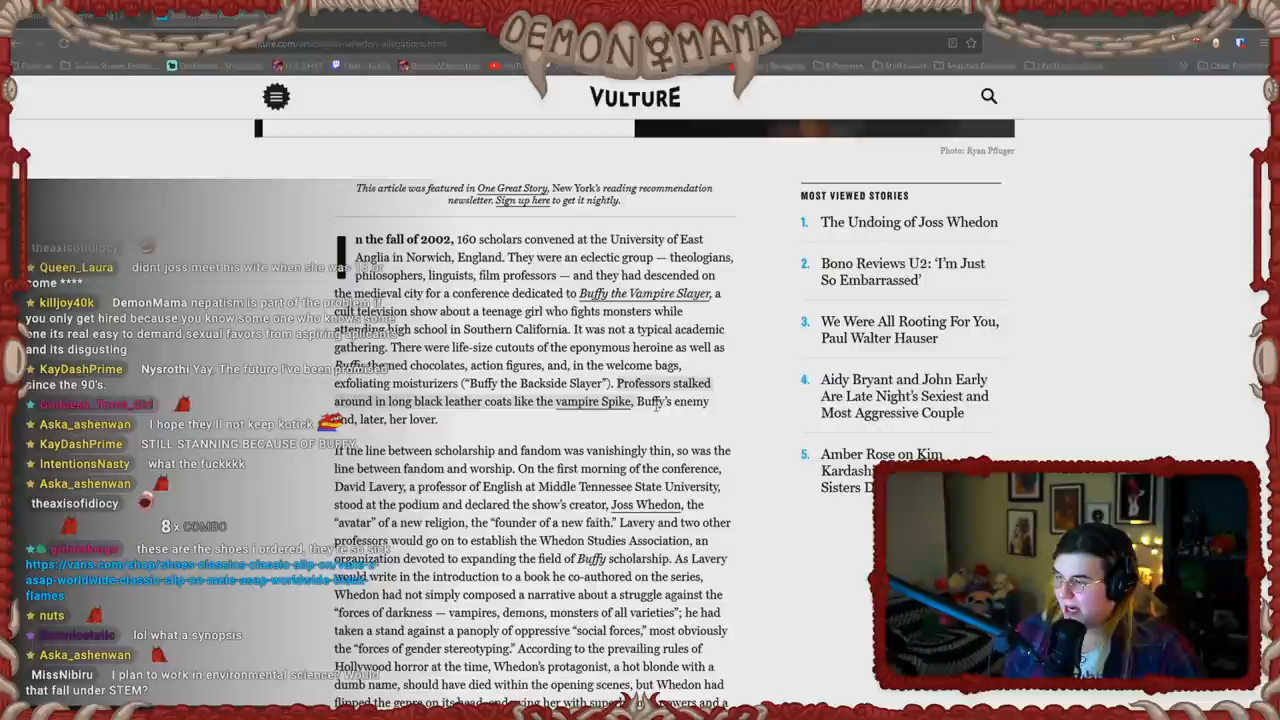 DEMON MAMA
VULTURE
Photo: Ryan Pfluger
This article was featured in One Great Story, New York's reading recommendation
newsletter. Sign up here to get it nightly.
In the fall of 2002, 160 scholars convened at the University of East
Anglia in Norwich, England. They were an eclectic group — theologians,
philosophers, linguists, film professors — and they had descended on
the medieval city for a conference dedicated to Buffy the Vampire Slayer, a
cult television show about a teenage girl who fights monsters while
attending high school in Southern California. It was not a typical academic
gathering. There were life-size cutouts of the eponymous heroine as well as
Buffy-themed chocolates, action figures, and, in the welcome bags,
exfoliating moisturizers (“Buffy the Backside Slayer”). Professors stalked
around in long black leather coats like the vampire Spike, Buffy's enemy
and, later, her lover.
If the line between scholarship and fandom was vanishingly thin, so was the
line between fandom and worship. On the first morning of the conference,
David Lavery, a professor of English at Middle Tennessee State University,
stood at the podium and declared the show's creator, Joss Whedon, the
“avatar” of a new religion, the “founder of a new faith.” Lavery and two other
professors would go on to establish the Whedon Studies Association, an
organization devoted to expanding the field of Buffy scholarship. As Lavery
would write in the introduction to a book he co-authored on the series,
Whedon had not simply composed a narrative about a struggle against the
“forces of darkness — vampires, demons, monsters of all varieties”; he had
taken a stand against a panoply of oppressive “social forces,” most obviously
the “forces of gender stereotyping.” According to the prevailing rules of
Hollywood horror at the time, Whedon's protagonist, a hot blonde with a
dumb name, should have died within the opening scenes, but Whedon had
flipped the genre on its head, endowing her with powers and a
MOST VIEWED STORIES
1. The Undoing of Joss Whedon
2. Bono Reviews U2: ‘I'm Just
So Embarrassed’
3. We Were All Rooting For You,
Paul Walter Hauser
4. Aidy Bryant and John Early
Are Late Night's Sexiest and
Most Aggressive Couple
5. Amber Rose on Kim
Sisters
theaxisofidiocy
Queen_Laura didnt joss meet his wife when she was
come ****
killjoy40k DemonMama nepatism is part of the problem if
you only get hired because you know some one who knows some
one its real easy to demand sexual favors from aspiring aplicants
and its disgusting
KayDashPrime Nysrothi Yay. The future I've been promised
since the 90's.
Aska_ashenwan I hope they ll not keep kotick
KayDashPrime STILL STANNING BECAUSE OF BUFFY
IntentionsNasty what the fuckkkk
Aska_ashenwan
theaxisofidiocy
8 x COMBO
these are the shoes i ordered, they're so sick
flames
nuts
lol what a synopsis
Aska_ashenwan
MissNibiru I plan to work in environmental science? Would
that fall under STEM?